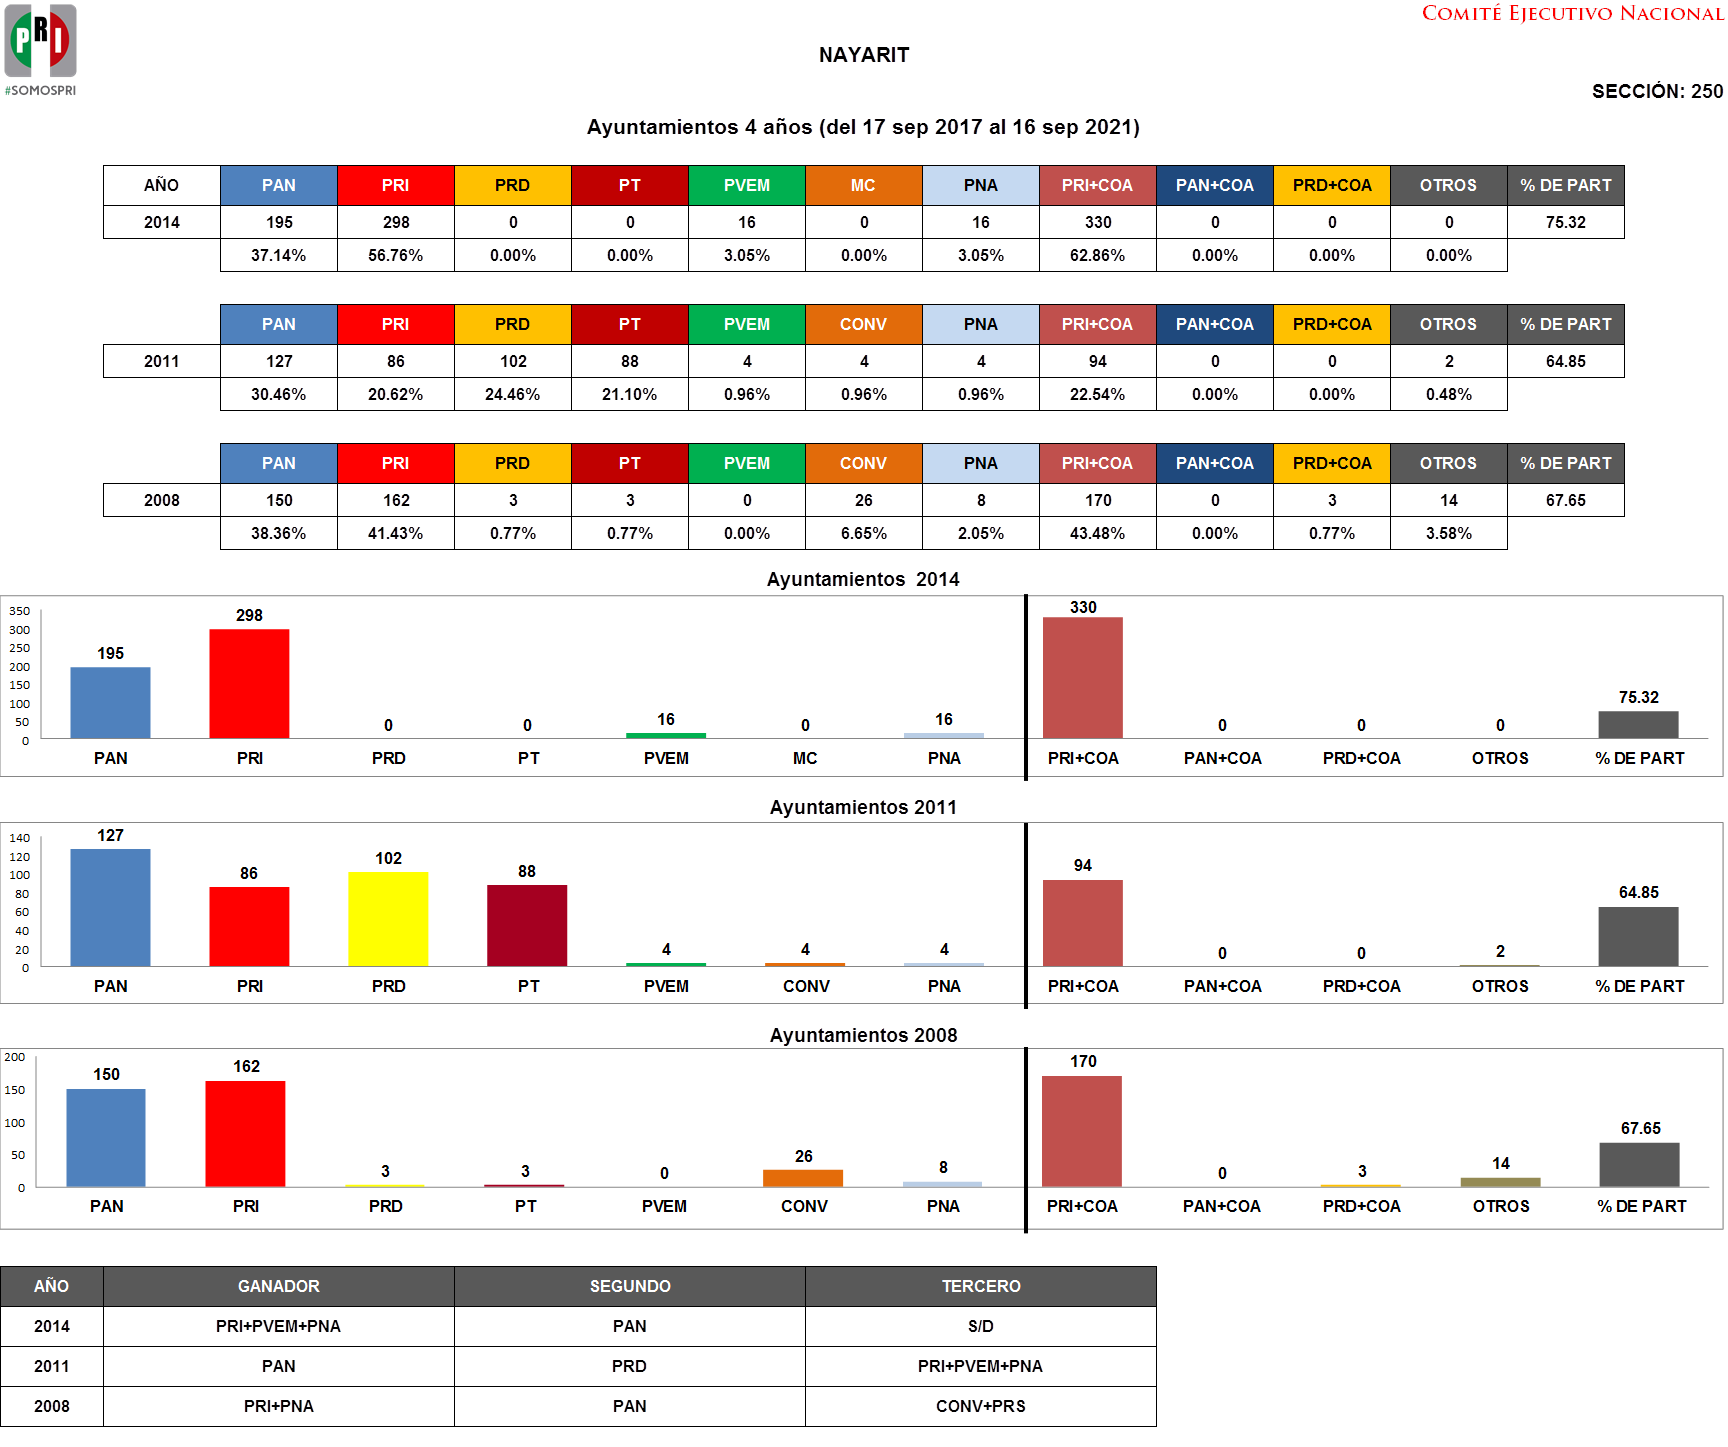 COMITÉ EJECUTIVO NACIONAL
PRI
#SOMOSPRI
NAYARIT
SECCIÓN: 250
Ayuntamientos 4 años (del 17 sep 2017 al 16 sep 2021)
AÑO PAN PRI PRD PT PVEM MC PNA PRI+COA PAN+COA PRD+COA OTROS % DE PART
2014 195 298 0 0 16 0 16 330 0 0 0 75.32
37.14% 56.76% 0.00% 0.00% 3.05% 0.00% 3.05% 62.86% 0.00% 0.00% 0.00%
PAN PRI PRD PT PVEM CONV PNA PRI+COA PAN+COA PRD+COA OTROS % DE PART
2011 127 86 102 88 4 4 4 94 0 0 2 64.85
30.46% 20.62% 24.46% 21.10% 0.96% 0.96% 0.96% 22.54% 0.00% 0.00% 0.48%
PAN PRI PRD PT PVEM CONV PNA PRI+COA PAN+COA PRD+COA OTROS % DE PART
2008 150 162 3 3 0 26 8 170 0 3 14 67.65
38.36% 41.43% 0.77% 0.77% 0.00% 6.65% 2.05% 43.48% 0.00% 0.77% 3.58%
Ayuntamientos 2014
350
300
250
200
150
100
50
0
195 298 0 0 16 0 16 330 0 0 0 75.32
PAN PRI PRD PT PVEM MC PNA PRI+COA PAN+COA PRD+COA OTROS % DE PART
Ayuntamientos 2011
140
120
100
80
60
40
20
0
127 86 102 88 4 4 4 94 0 0 2 64.85
PAN PRI PRD PT PVEM CONV PNA PRI+COA PAN+COA PRD+COA OTROS % DE PART
Ayuntamientos 2008
200
150
100
50
0
150 162 3 3 0 26 8 170 0 3 14 67.65
PAN PRI PRD PT PVEM CONV PNA PRI+COA PAN+COA PRD+COA OTROS % DE PART
AÑO GANADOR SEGUNDO TERCERO
2014 PRI+PVEM+PNA PAN S/D
2011 PAN PRD PRI+PVEM+PNA
2008 PRI+PNA PAN CONV+PRS